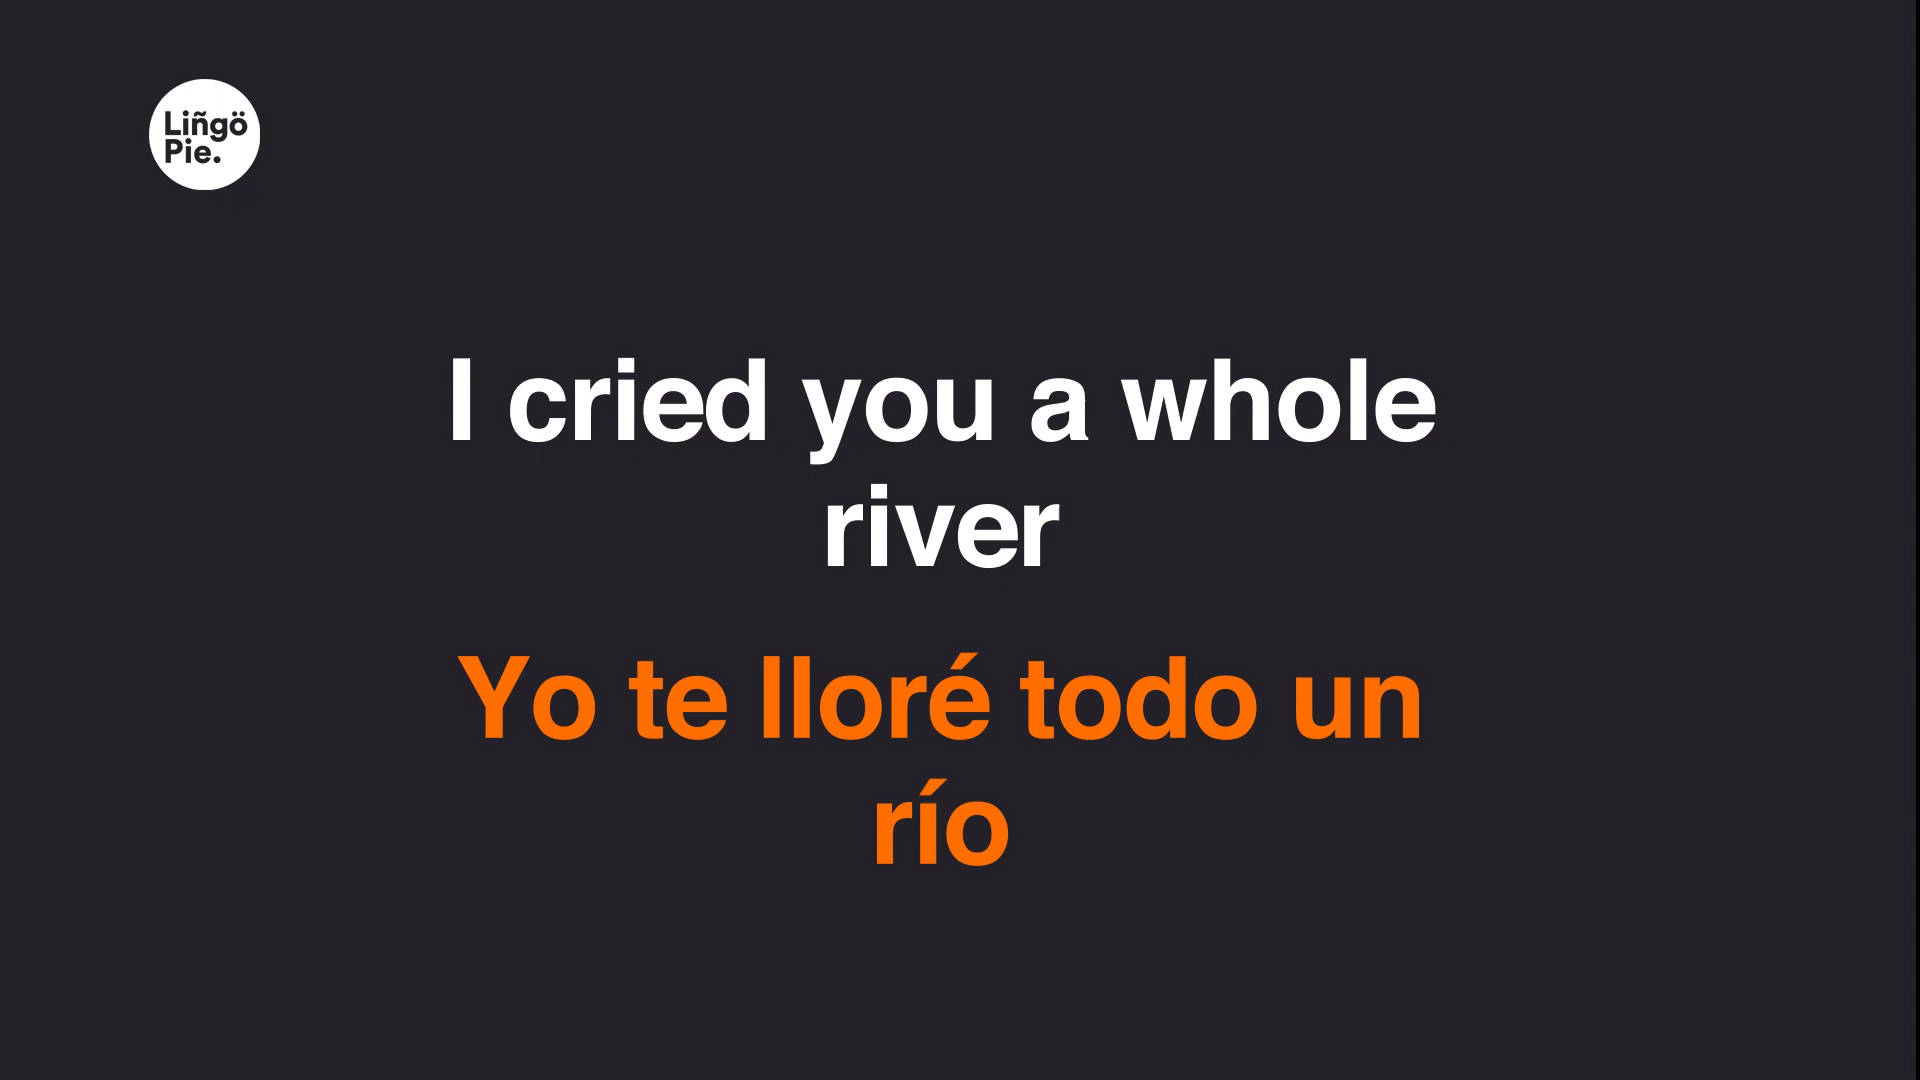 Liñgö
Pie.
I cried you a whole
river
Yo te lloré todo un
río